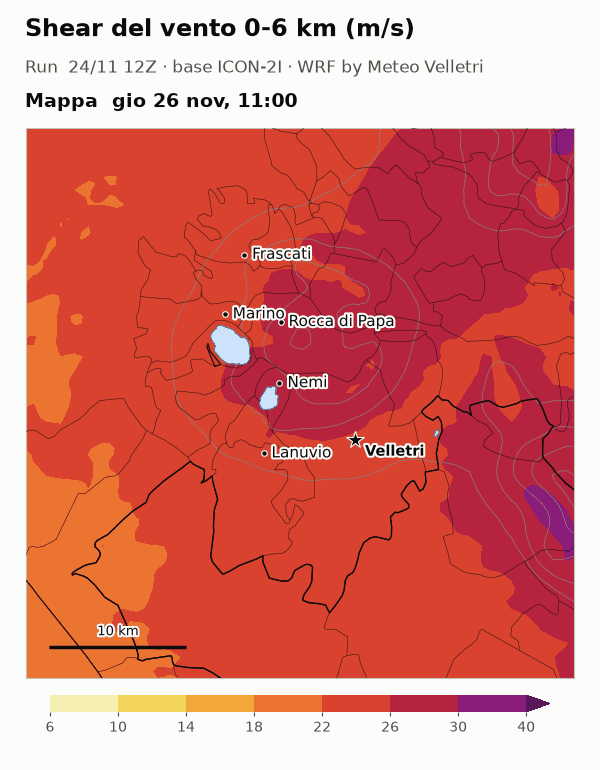 Shear del vento 0-6 km (m/s)
Run  24/11 12Z · base ICON-2I · WRF by Meteo Velletri
Mappa  gio 26 nov, 11:00
Frascati
Marino
Rocca di Papa
Nemi
Velletri
Lanuvio
10 km
6 10 14 18 22 26 30 40